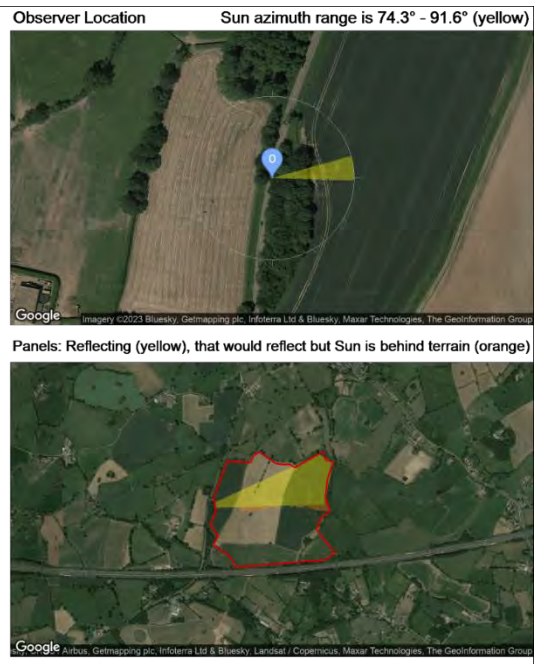 Observer Location
Sun azimuth range is 74.3° - 91.6° (yellow)
0
Google
Imagery ©2023 Bluesky, Getmapping plc, Infoterra Ltd & Bluesky, Maxar Technologies, The GeoInformation Group
Panels: Reflecting (yellow), that would reflect but Sun is behind terrain (orange)
Google
Airbus, Getmapping plc, Infoterra Ltd & Bluesky, Landsat / Copernicus, Maxar Technologies, The GeoInformation Group